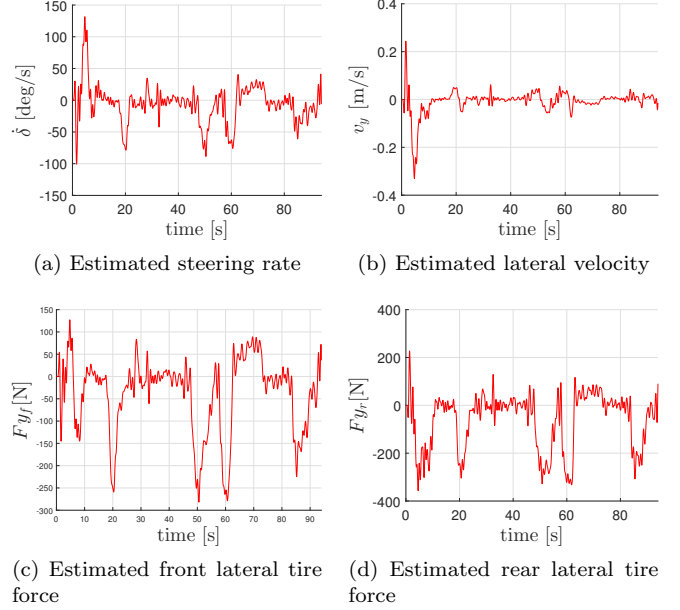 150
100
50
0
-50
-100
-150
δ̇ [deg/s]
0 20 40 60 80
time [s]
(a) Estimated steering rate
0.4
0.2
0
-0.2
-0.4
v_y [m/s]
0 20 40 60 80
time [s]
(b) Estimated lateral velocity
150
100
50
0
-50
-100
-150
-200
-250
-300
Fy_f[N]
0 10 20 30 40 50 60 70 80 90
time [s]
(c) Estimated front lateral tire
force
400
200
0
-200
-400
Fy_r[N]
0 20 40 60 80
time [s]
(d) Estimated rear lateral tire
force